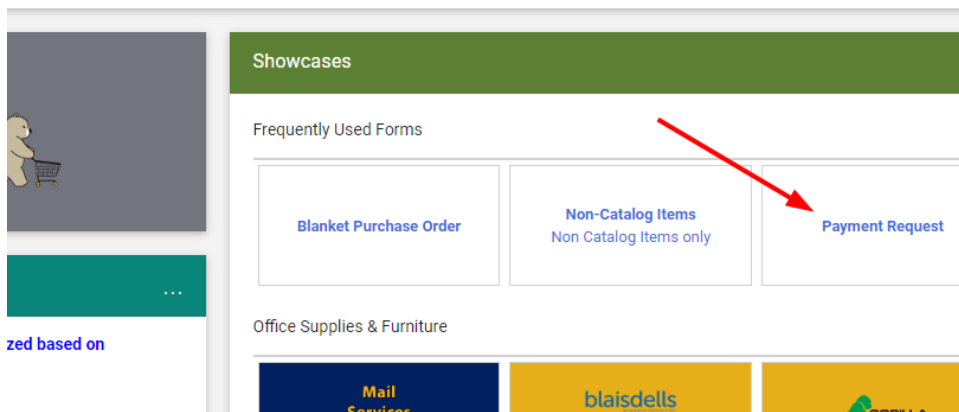 Showcases
Frequently Used Forms
Blanket Purchase Order
Non-Catalog Items
Non Catalog Items only
Payment Request
...
zed based on
Office Supplies & Furniture
Mail
Services
blaisdells